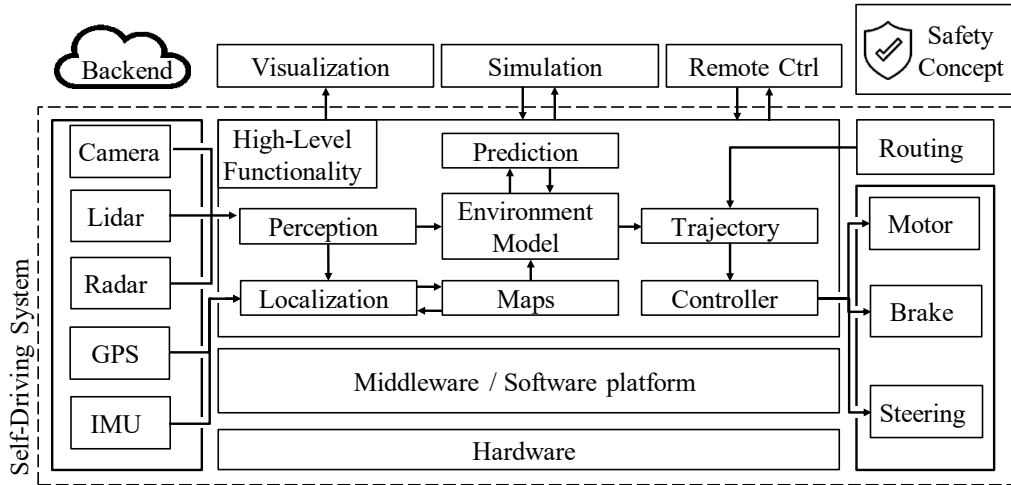 Backend
Visualization
Simulation
Remote Ctrl
Safety
Concept
Self-Driving System
Camera
Lidar
Radar
GPS
IMU
High-Level
Functionality
Prediction
Perception
Environment
Model
Trajectory
Localization
Maps
Controller
Middleware / Software platform
Hardware
Routing
Motor
Brake
Steering